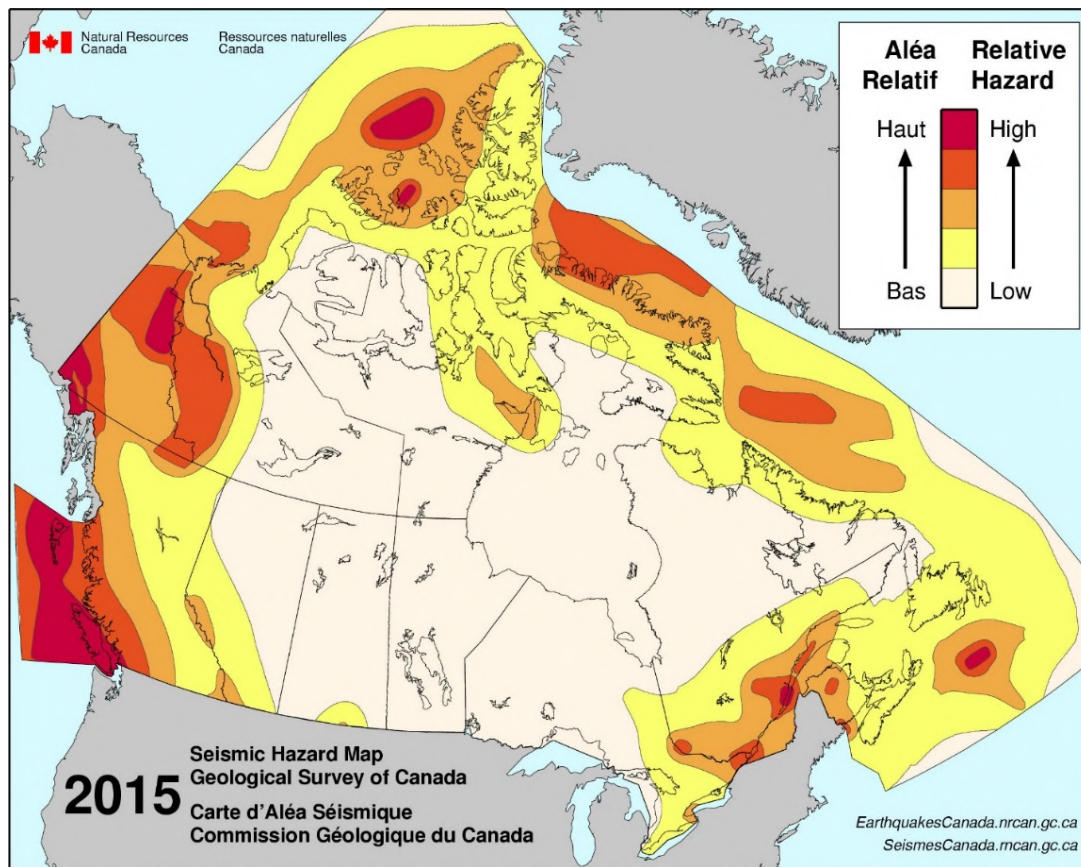 Natural Resources
Canada
Ressources naturelles
Canada
Aléa
Relatif
Relative
Hazard
Haut
High
Bas
Low
2015
Seismic Hazard Map
Geological Survey of Canada
Carte d'Aléa Séismique
Commission Géologique du Canada
EarthquakesCanada.nrcan.gc.ca
SeismesCanada.rncan.gc.ca